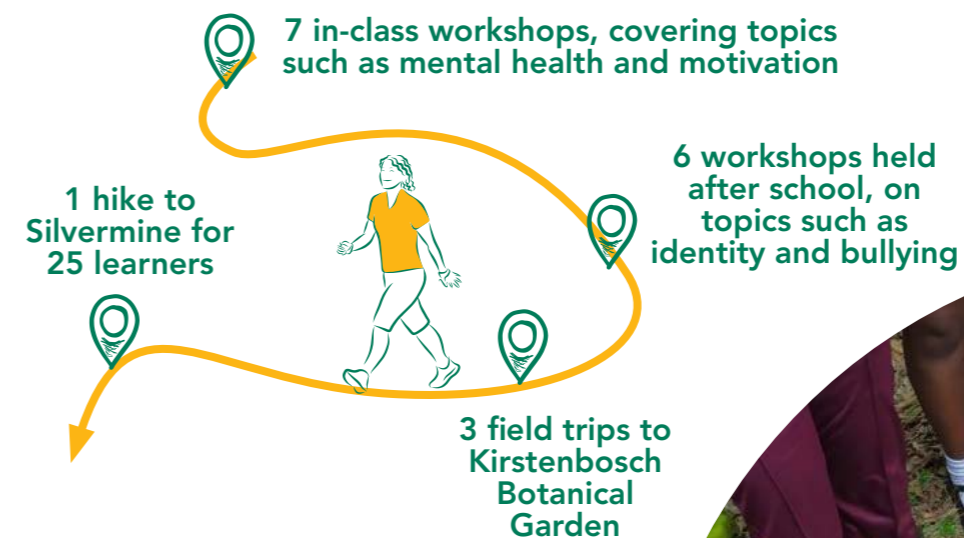 7 in-class workshops, covering topics
such as mental health and motivation
6 workshops held
after school, on
topics such as
identity and bullying
3 field trips to
Kirstenbosch
Botanical
Garden
1 hike to
Silvermine for
25 learners